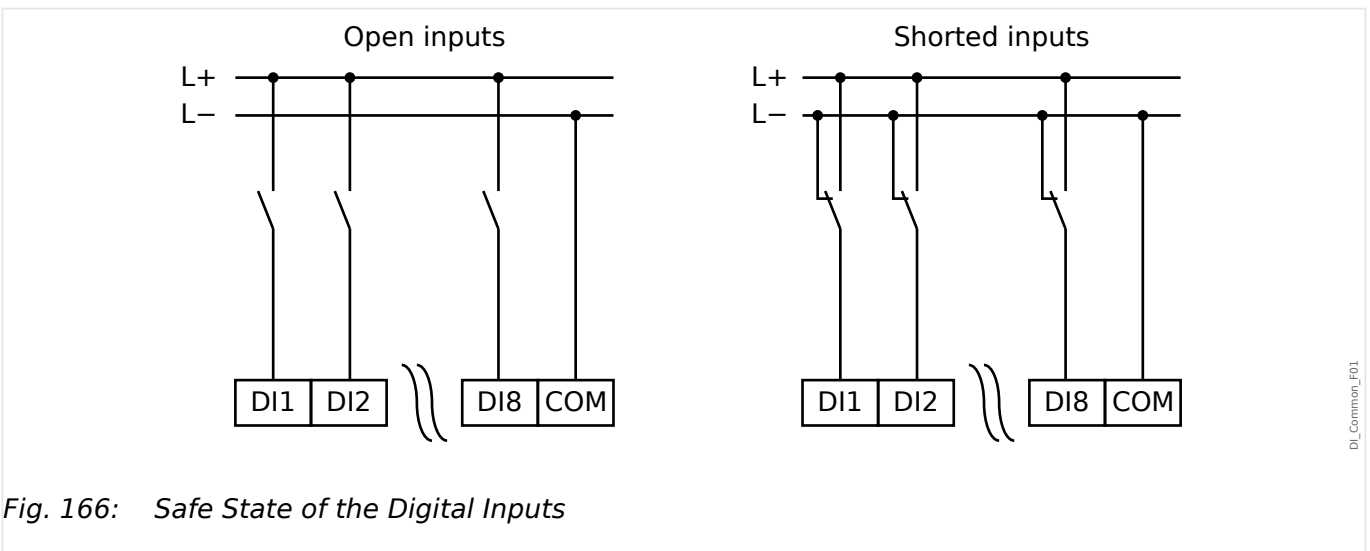 Open inputs
L+
L−
DI1 DI2 DI8 COM
Shorted inputs
L+
L−
DI1 DI2 DI8 COM
DI_Common_F01
Fig. 166: Safe State of the Digital Inputs